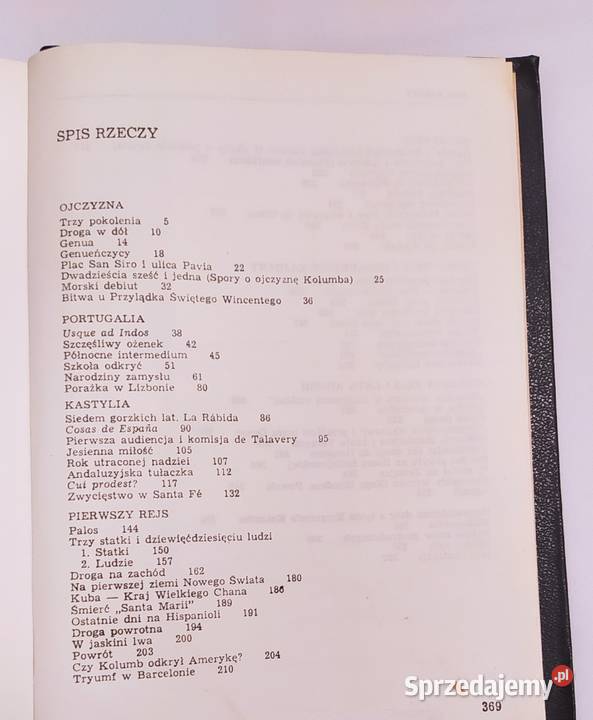 SPIS RZECZY
OJCZYZNA
Trzy pokolenia 5
Droga w dół 10
Genua 14
Genueńczycy 18
Plac San Siro i ulica Pavia 22
Dwadzieścia sześć i jedna (Spory o ojczyznę Kolumba) 25
Morski debiut 32
Bitwa u Przylądka Świętego Wincentego 36
PORTUGALIA
Usque ad Indos 38
Szczęśliwy ożenek 42
Północne intermedium 45
Szkoła odkryć 51
Narodziny zamysłu 61
Porażka w Lizbonie 80
KASTYLIA
Siedem gorzkich lat. La Rábida 86
Cosas de España 90
Pierwsza audiencja i komisja de Talavery 95
Jesienna miłość 105
Rok utraconej nadziei 107
Andaluzyjska tułaczka 112
Cui prodest? 117
Zwycięstwo w Santa Fé 132
PIERWSZY REJS
Palos 144
Trzy statki i dziewięćdziesięciu ludzi
1. Statki 150
2. Ludzie 157
Droga na zachód 162
Na pierwszej ziemi Nowego Świata 180
Kuba — Kraj Wielkiego Chana 186
Śmierć „Santa Marii" 189
Ostatnie dni na Hispanioli 191
Droga powrotna 194
W jaskini lwa 200
Powrót 203
Czy Kolumb odkrył Amerykę? 204
Tryumf w Barcelonie 210
369
Sprzedajemy.pl